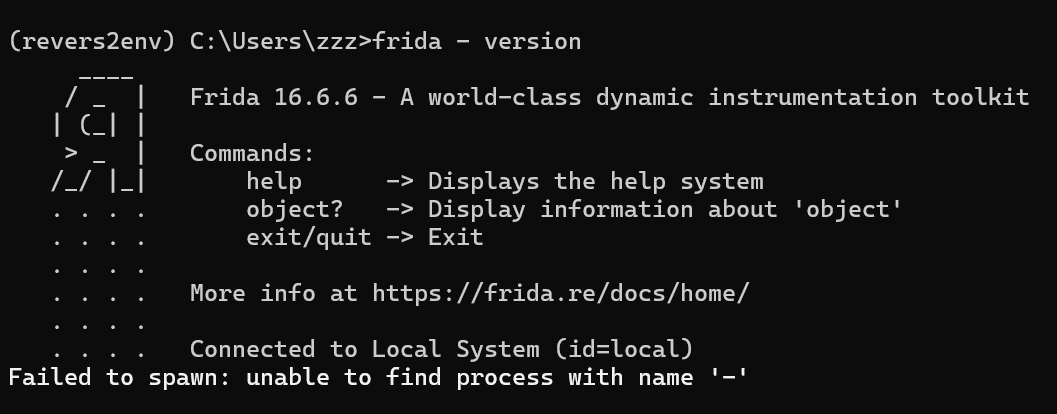 (revers2env) C:\Users\zzz>frida - version
     ____
    / _  |   Frida 16.6.6 - A world-class dynamic instrumentation toolkit
   | (_| |
    > _  |   Commands:
   /_/ |_|       help      -> Displays the help system
   . . . .       object?   -> Display information about 'object'
   . . . .       exit/quit -> Exit
   . . . .
   . . . .   More info at https://frida.re/docs/home/
   . . . .
   . . . .   Connected to Local System (id=local)
Failed to spawn: unable to find process with name '-'